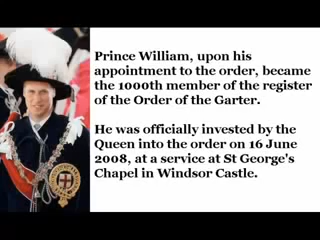 Prince William, upon his
appointment to the order, became
the 1000th member of the register
of the Order of the Garter.
He was officially invested by the
Queen into the order on 16 June
2008, at a service at St George's
Chapel in Windsor Castle.